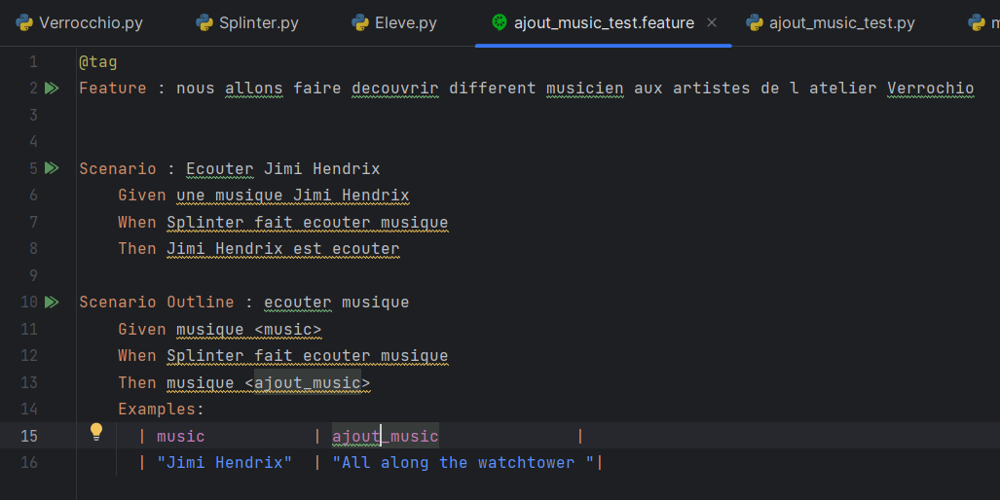 Verrocchio.py Splinter.py Eleve.py ajout_music_test.feature × ajout_music_test.py m
1 @tag
2 Feature : nous allons faire decouvrir different musicien aux artistes de l atelier Verrochio
3
4
5 Scenario : Ecouter Jimi Hendrix
6 Given une musique Jimi Hendrix
7 When Splinter fait ecouter musique
8 Then Jimi Hendrix est ecouter
9
10 Scenario Outline : ecouter musique
11 Given musique <music>
12 When Splinter fait ecouter musique
13 Then musique <ajout_music>
14 Examples:
15 | music | ajout_music |
16 | "Jimi Hendrix" | "All along the watchtower "|